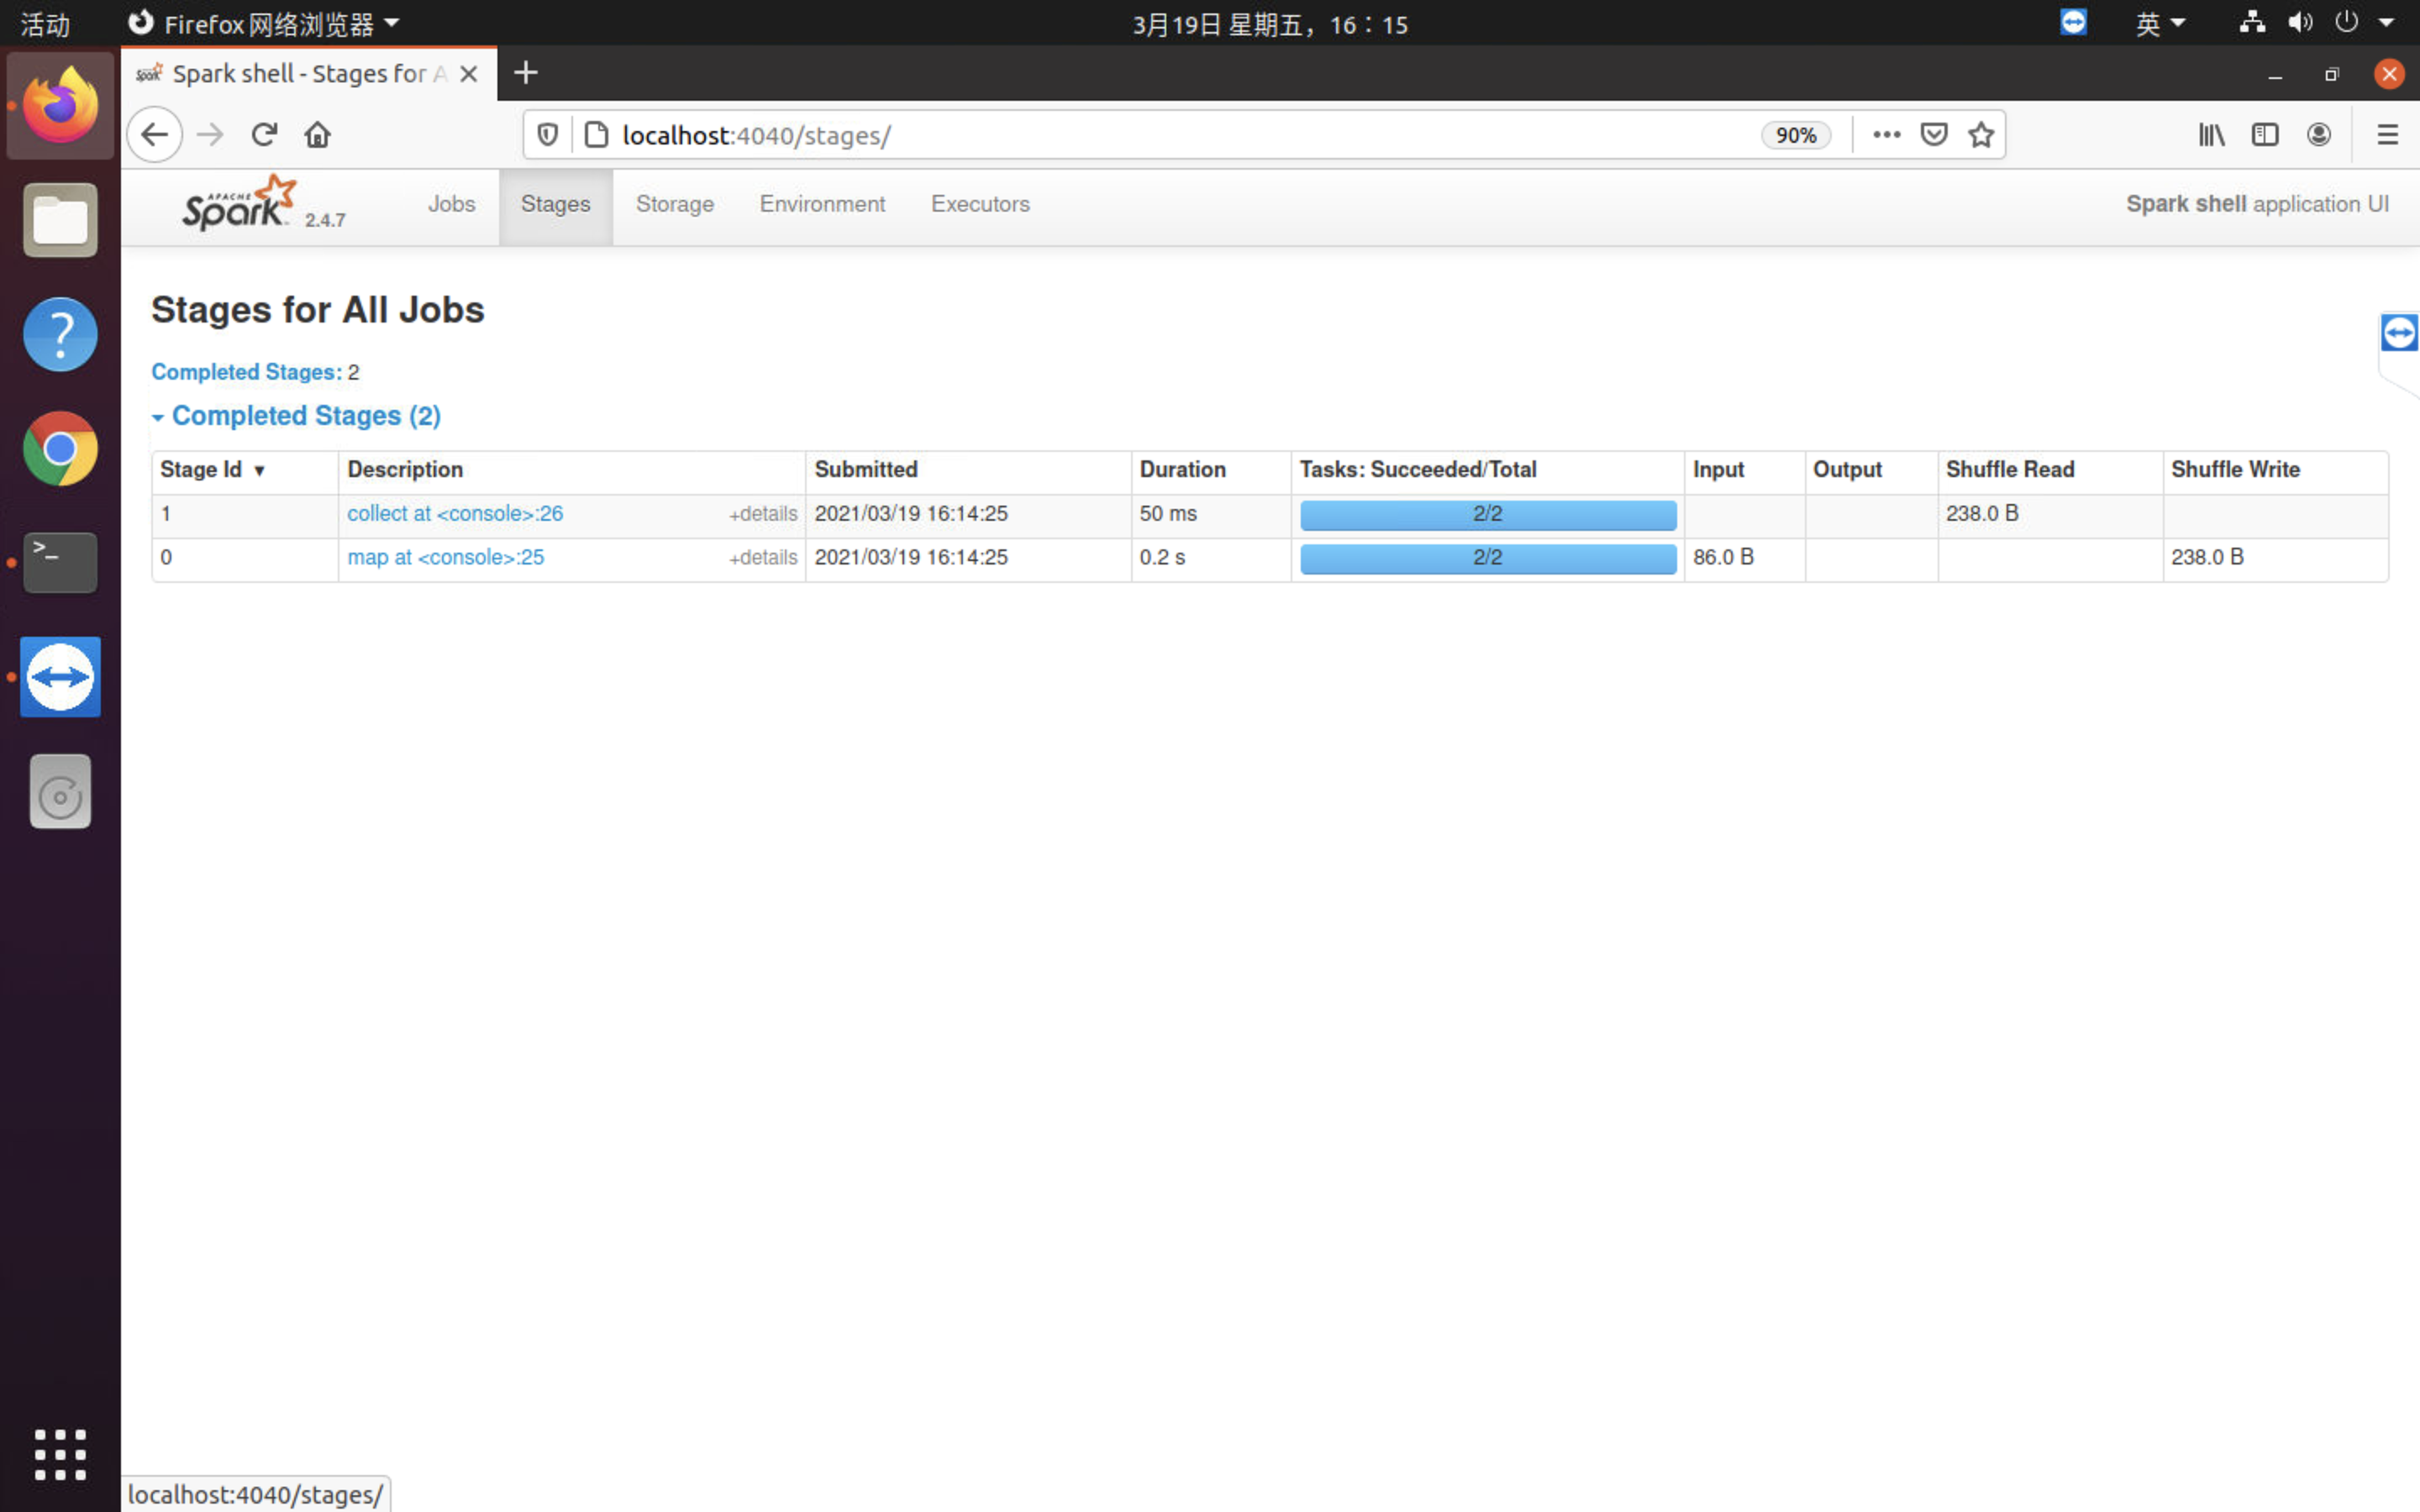 活动 Firefox 网络浏览器 3月19日 星期五，16：15 英
Spark shell - Stages for A
localhost:4040/stages/ 90%
APACHE Spark 2.4.7 Jobs Stages Storage Environment Executors Spark shell application UI
Stages for All Jobs
Completed Stages: 2
Completed Stages (2)
Stage Id ▼ Description Submitted Duration Tasks: Succeeded/Total Input Output Shuffle Read Shuffle Write
1 collect at <console>:26 +details 2021/03/19 16:14:25 50 ms 2/2 238.0 B
0 map at <console>:25 +details 2021/03/19 16:14:25 0.2 s 2/2 86.0 B 238.0 B
localhost:4040/stages/